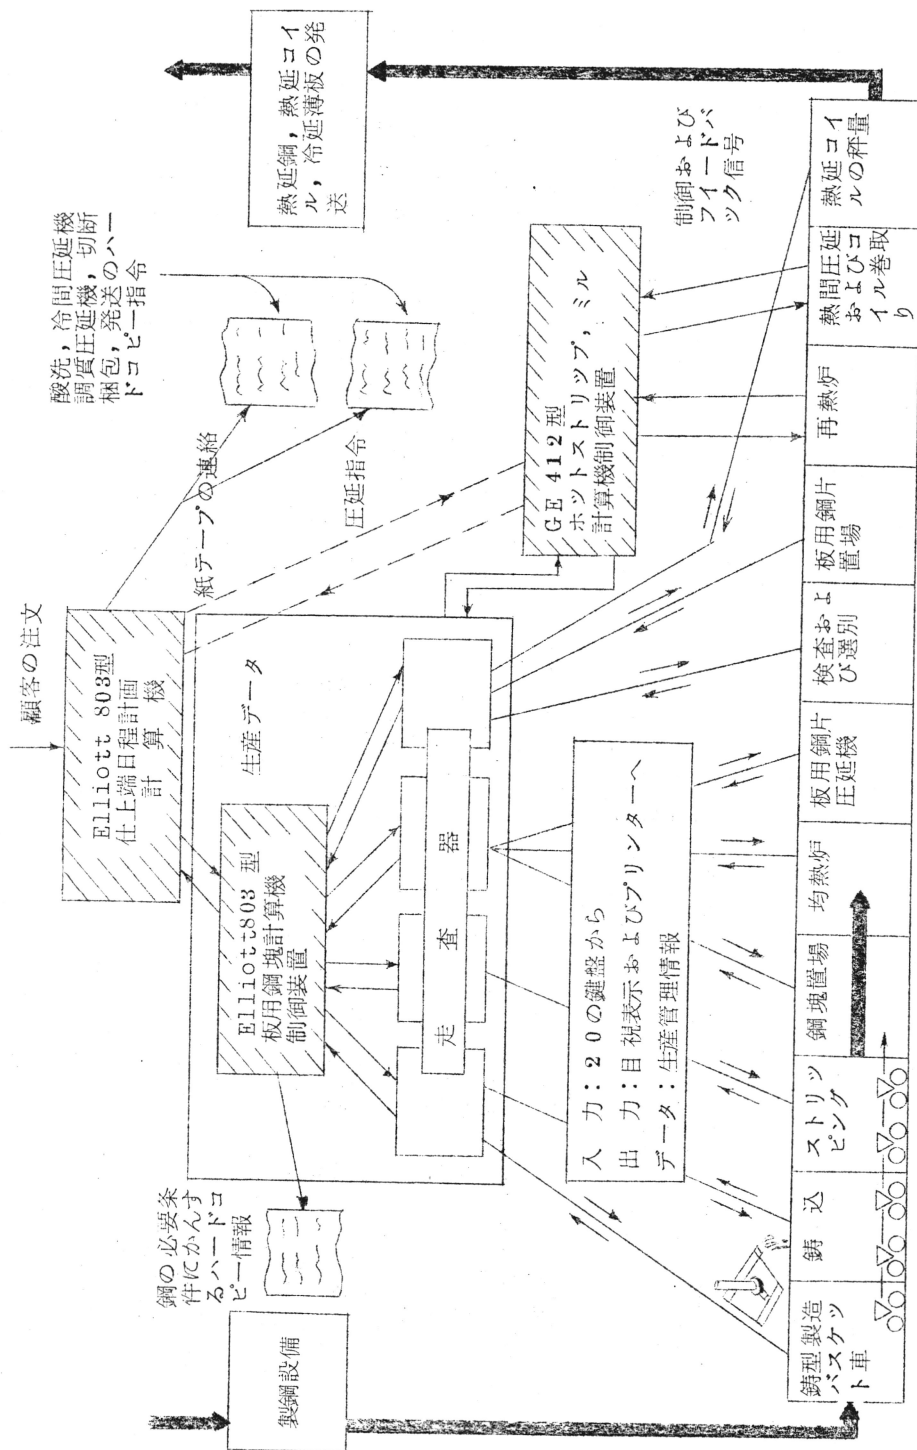 顧客の注文
Elliott 803型
仕上端日程計画
計算機
酸洗，冷間圧延機
調質圧延機，切断
梱包，発送のハー
ドコピー指令
熱延鋼，熱延コイ
ル，冷延薄板の発
送
紙テープの連絡
圧延指令
鋼の必要条
件にかんす
るハードコ
ピー情報
製鋼設備
生産データ
Elliott803 型
板用鋼塊計算機
制御装置
走査器
GE 412型
ホットストリップ，ミル
計算機制御装置
制御および
フイードバ
ック信号
入力：20の鍵盤から
出力：目視表示およびプリンターへ
データ：生産管理情報
鋳型製造
バスケッ
ト車
鋳込
ストリッ
ピング
鋼塊置場
均熱炉
板用鋼片
圧延機
検査およ
び選別
板用鋼片
置場
再熱炉
熱間圧延
およびコ
イル巻取
り
熱延コイ
ルの秤量